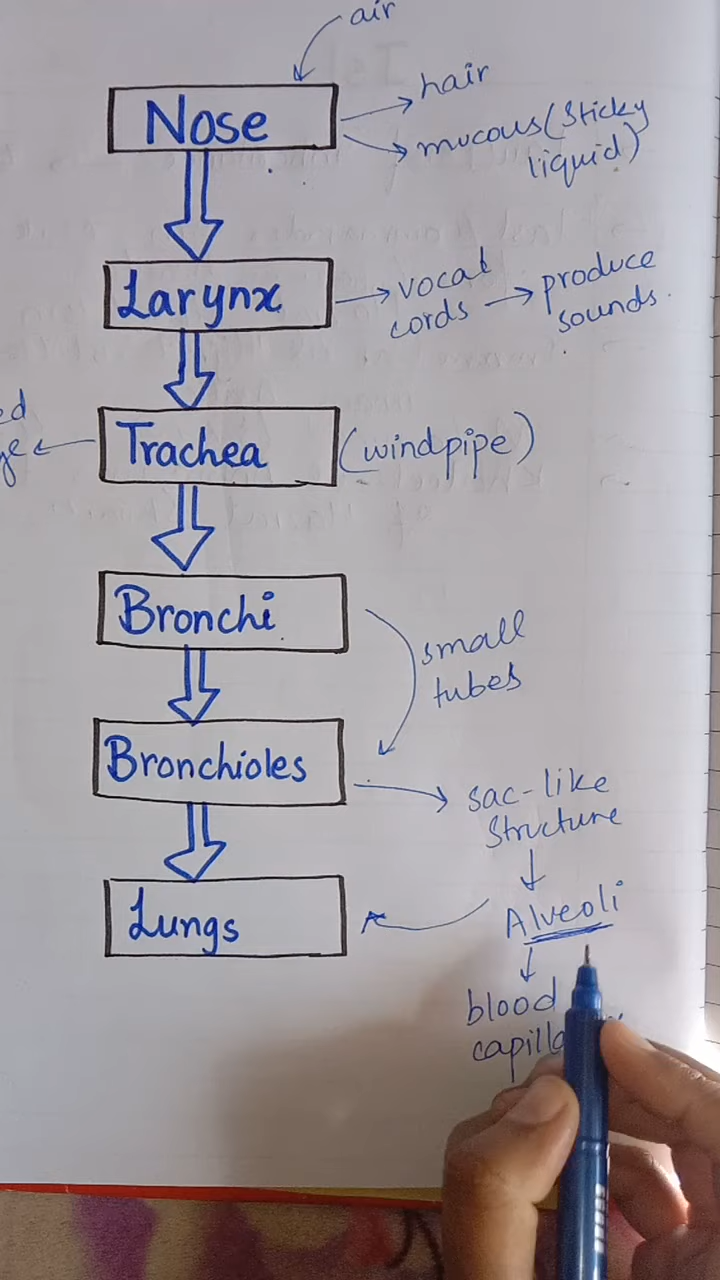 air
Nose
hair
mucous (sticky
liquid)
Larynx
vocal
cords
produce
sounds.
Trachea
(windpipe)
Bronchi
small
tubes
Bronchioles
sac-like
structure
Lungs
Alveoli
blood